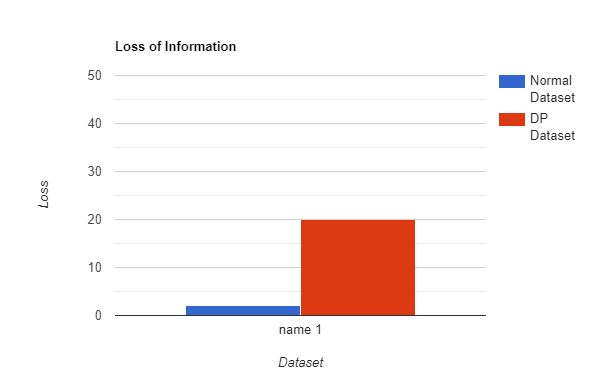 Loss of Information
50
40
30
20
10
0
Loss
name 1
Dataset
Normal
Dataset
DP
Dataset